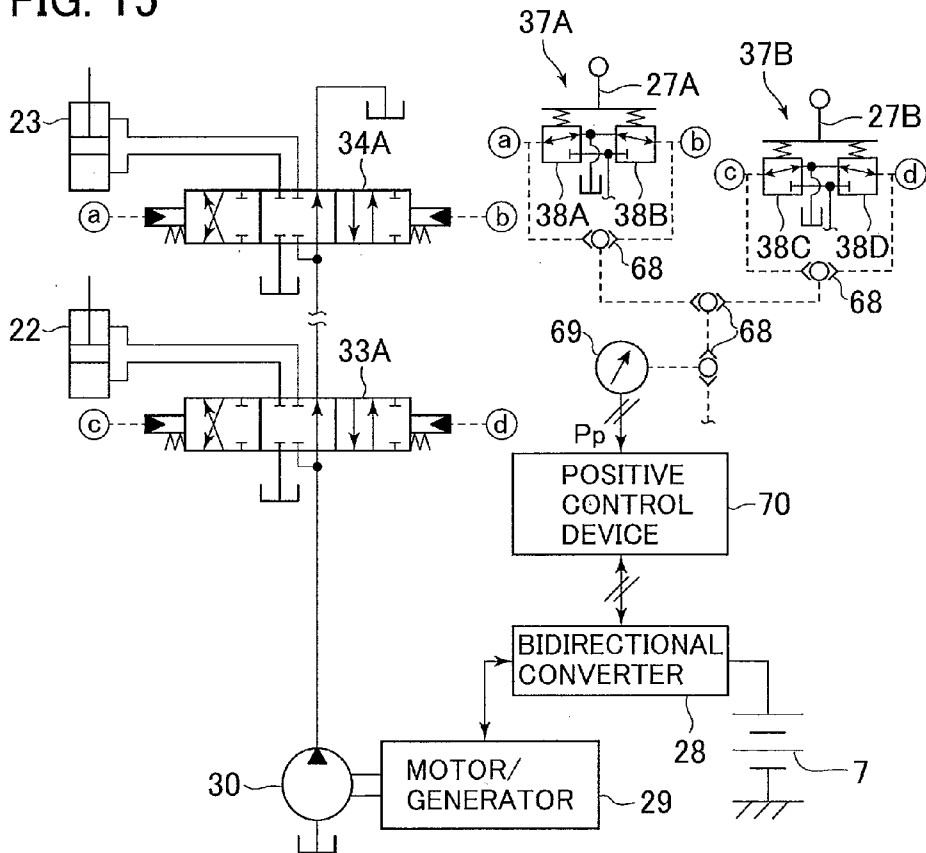 FIG. 15
37A
27A
37B
27B
23
34A
a
b
c
d
38A
38B
38C
38D
a
b
68
68
22
33A
69
68
c
d
Pp
POSITIVE
CONTROL
DEVICE
70
BIDIRECTIONAL
CONVERTER
28
7
30
MOTOR/
GENERATOR
29